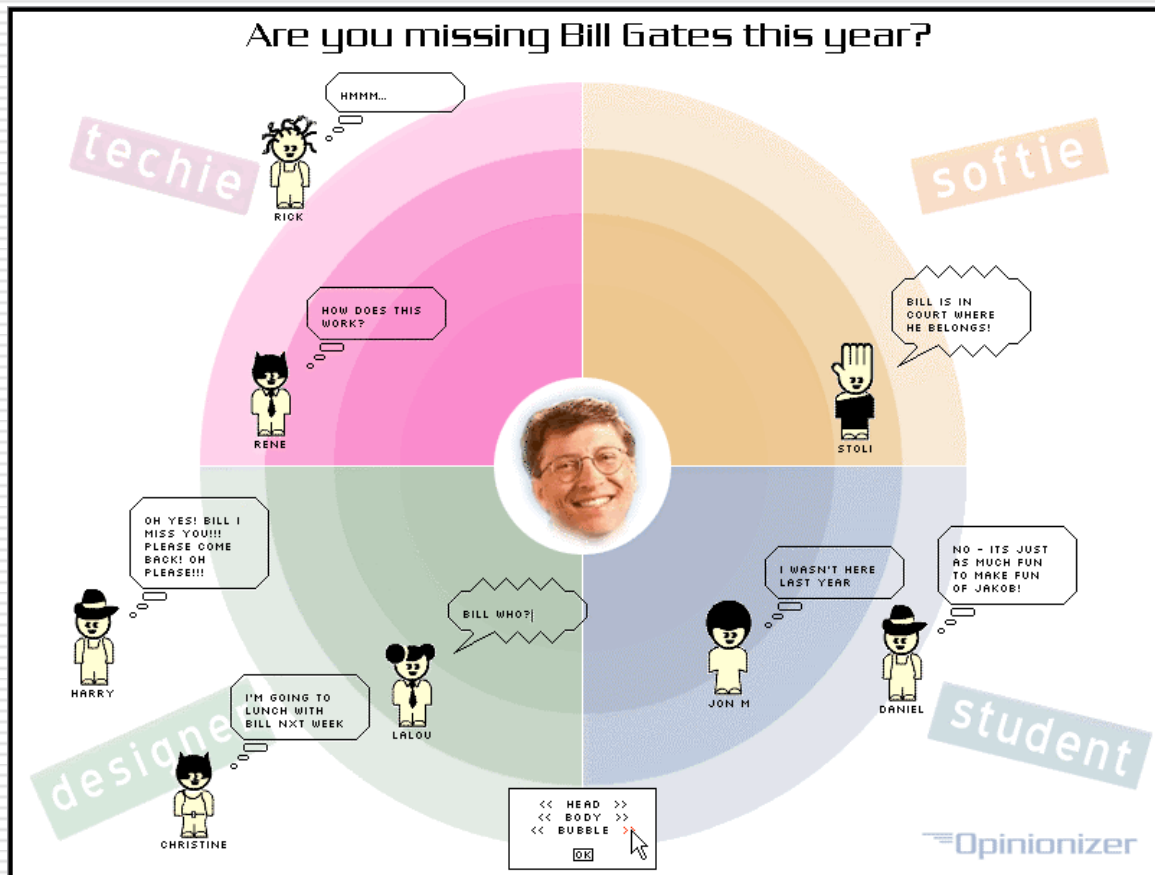 Are you missing Bill Gates this year?
HMMM...
techie
softie
RICK
HOW DOES THIS
WORK?
RENE
BILL IS IN
COURT WHERE
HE BELONGS!
STOLI
OH YES! BILL I
MISS YOU!!!
PLEASE COME
BACK! OH
PLEASE!!!
HARRY
BILL WHO?
LALOU
I WASN'T HERE
LAST YEAR
JON M
NO - ITS JUST
AS MUCH FUN
TO MAKE FUN
OF JAKOB!
DANIEL
I'M GOING TO
LUNCH WITH
BILL NXT WEEK
CHRISTINE
designer
student
<< HEAD >>
<< BODY >>
<< BUBBLE >>
OK
Opinionizer